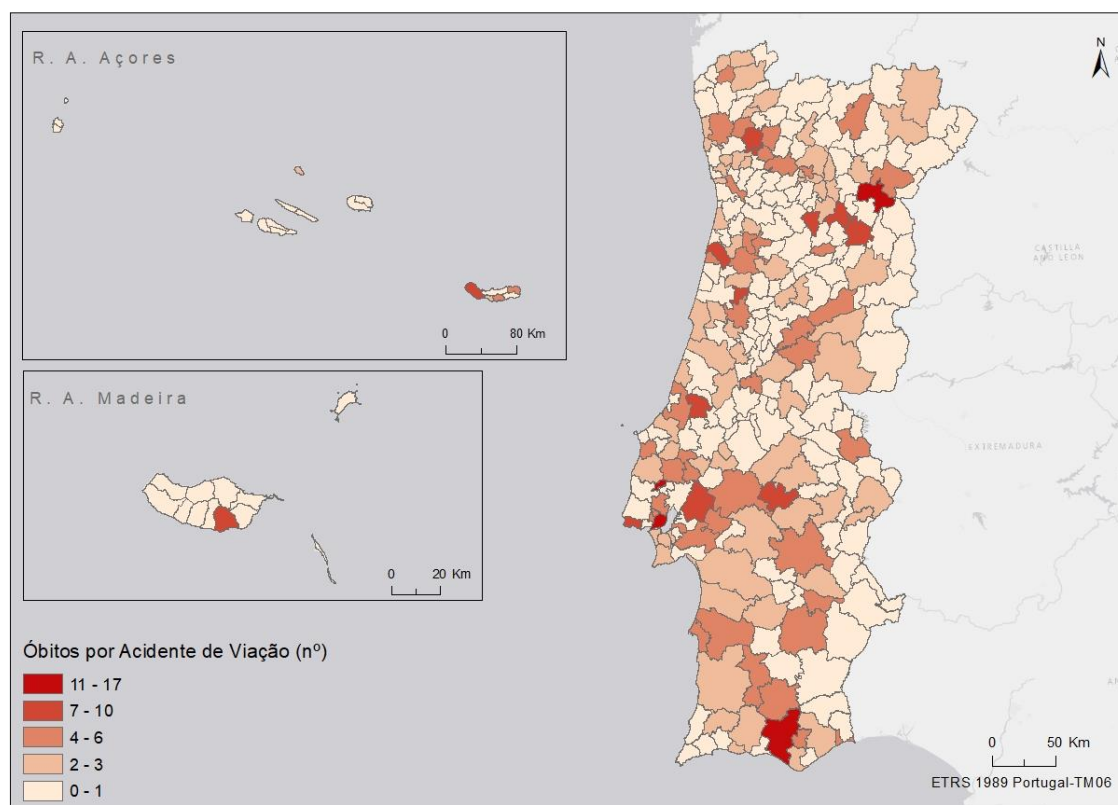 R. A. Açores
0 80 Km
R. A. Madeira
0 20 Km
Óbitos por Acidente de Viação (nº)
11 - 17
7 - 10
4 - 6
2 - 3
0 - 1
N
CASTILLA
EXTREMADURA
0 50 Km
ETRS 1989 Portugal-TM06